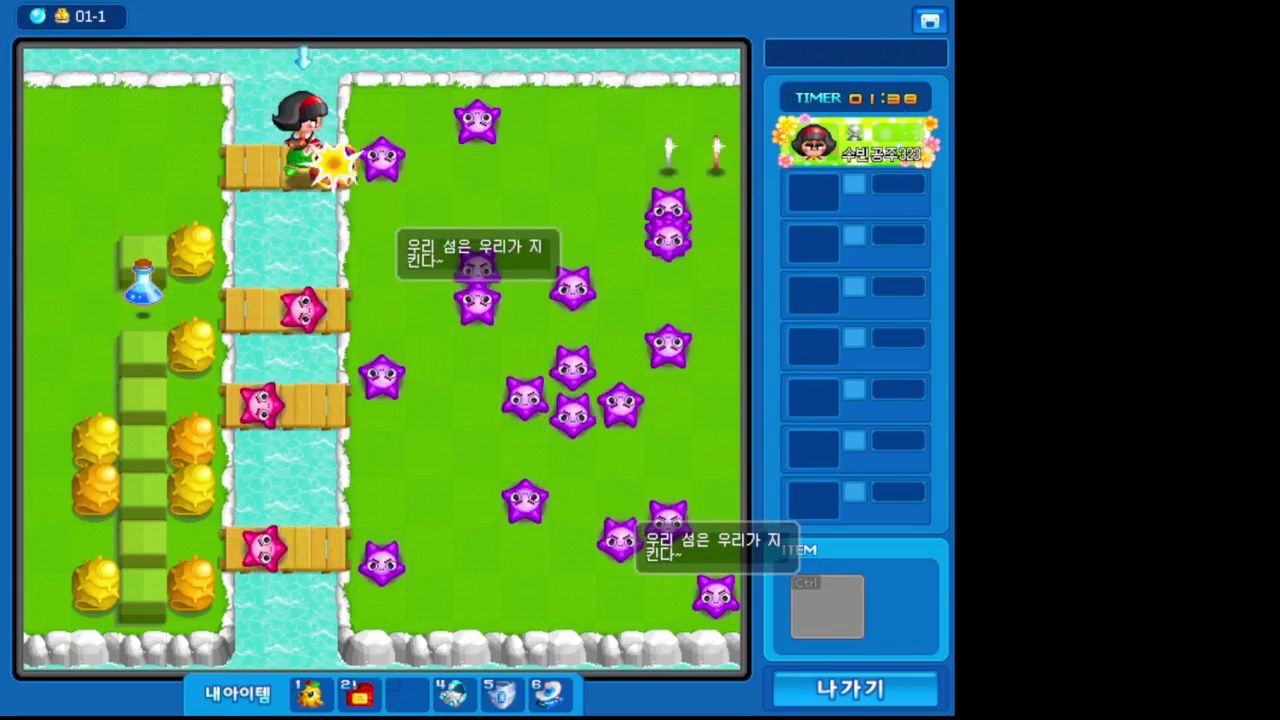 01-1
TIMER 01:38
수빈공주023
우리 섬은 우리가 지
킨다~
우리 섬은 우리가 지
킨다~
ITEM
Ctrl
내아이템
1
2
4
5
6
나가기